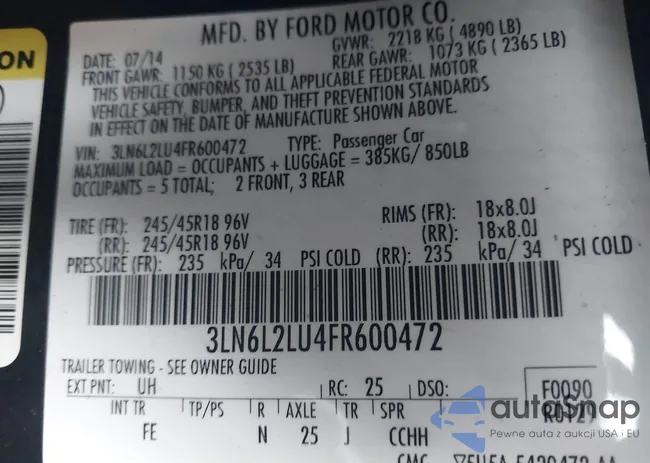 ON
MFD. BY FORD MOTOR CO.
DATE: 07/14 GVWR: 2218 KG ( 4890 LB)
FRONT GAWR: 1150 KG ( 2535 LB) REAR GAWR: 1073 KG ( 2365 LB)
THIS VEHICLE CONFORMS TO ALL APPLICABLE FEDERAL MOTOR
VEHICLE SAFETY, BUMPER, AND THEFT PREVENTION STANDARDS
IN EFFECT ON THE DATE OF MANUFACTURE SHOWN ABOVE.
VIN: 3LN6L2LU4FR600472 TYPE: Passenger Car
MAXIMUM LOAD = OCCUPANTS + LUGGAGE = 385KG/ 850LB
OCCUPANTS = 5 TOTAL; 2 FRONT, 3 REAR
TIRE (FR): 245/45R18 96V RIMS (FR): 18x8.0J
(RR): 245/45R18 96V (RR): 18x8.0J
PRESSURE (FR): 235 kPa/ 34 PSI COLD (RR): 235 kPa/ 34 PSI COLD
3LN6L2LU4FR600472
TRAILER TOWING - SEE OWNER GUIDE
EXT PNT: UH RC: 25 DSO: F0090
INT TR TP/PS R AXLE TR SPR R0127
FE N 25 J CCHH
autoSnap
Pewne auta z aukcji USA i EU